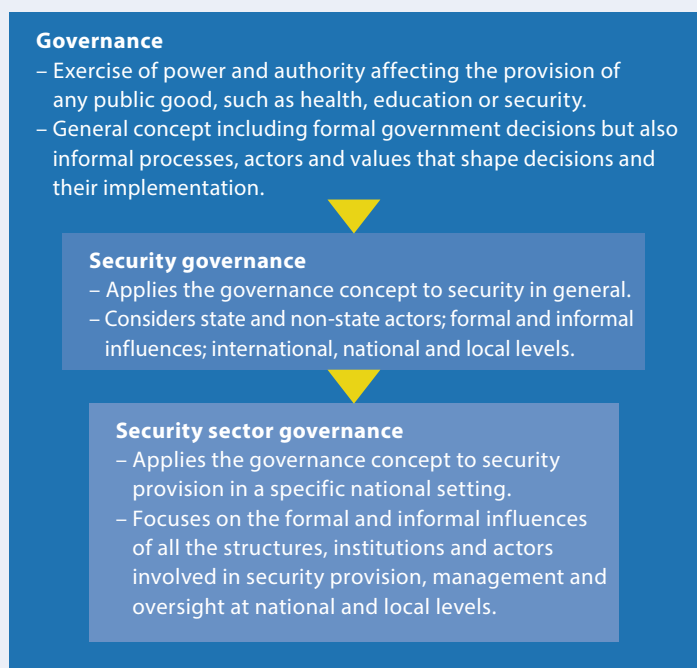 Governance
– Exercise of power and authority affecting the provision of
any public good, such as health, education or security.
– General concept including formal government decisions but also
informal processes, actors and values that shape decisions and
their implementation.
Security governance
– Applies the governance concept to security in general.
– Considers state and non-state actors; formal and informal
influences; international, national and local levels.
Security sector governance
– Applies the governance concept to security
provision in a specific national setting.
– Focuses on the formal and informal influences
of all the structures, institutions and actors
involved in security provision, management and
oversight at national and local levels.